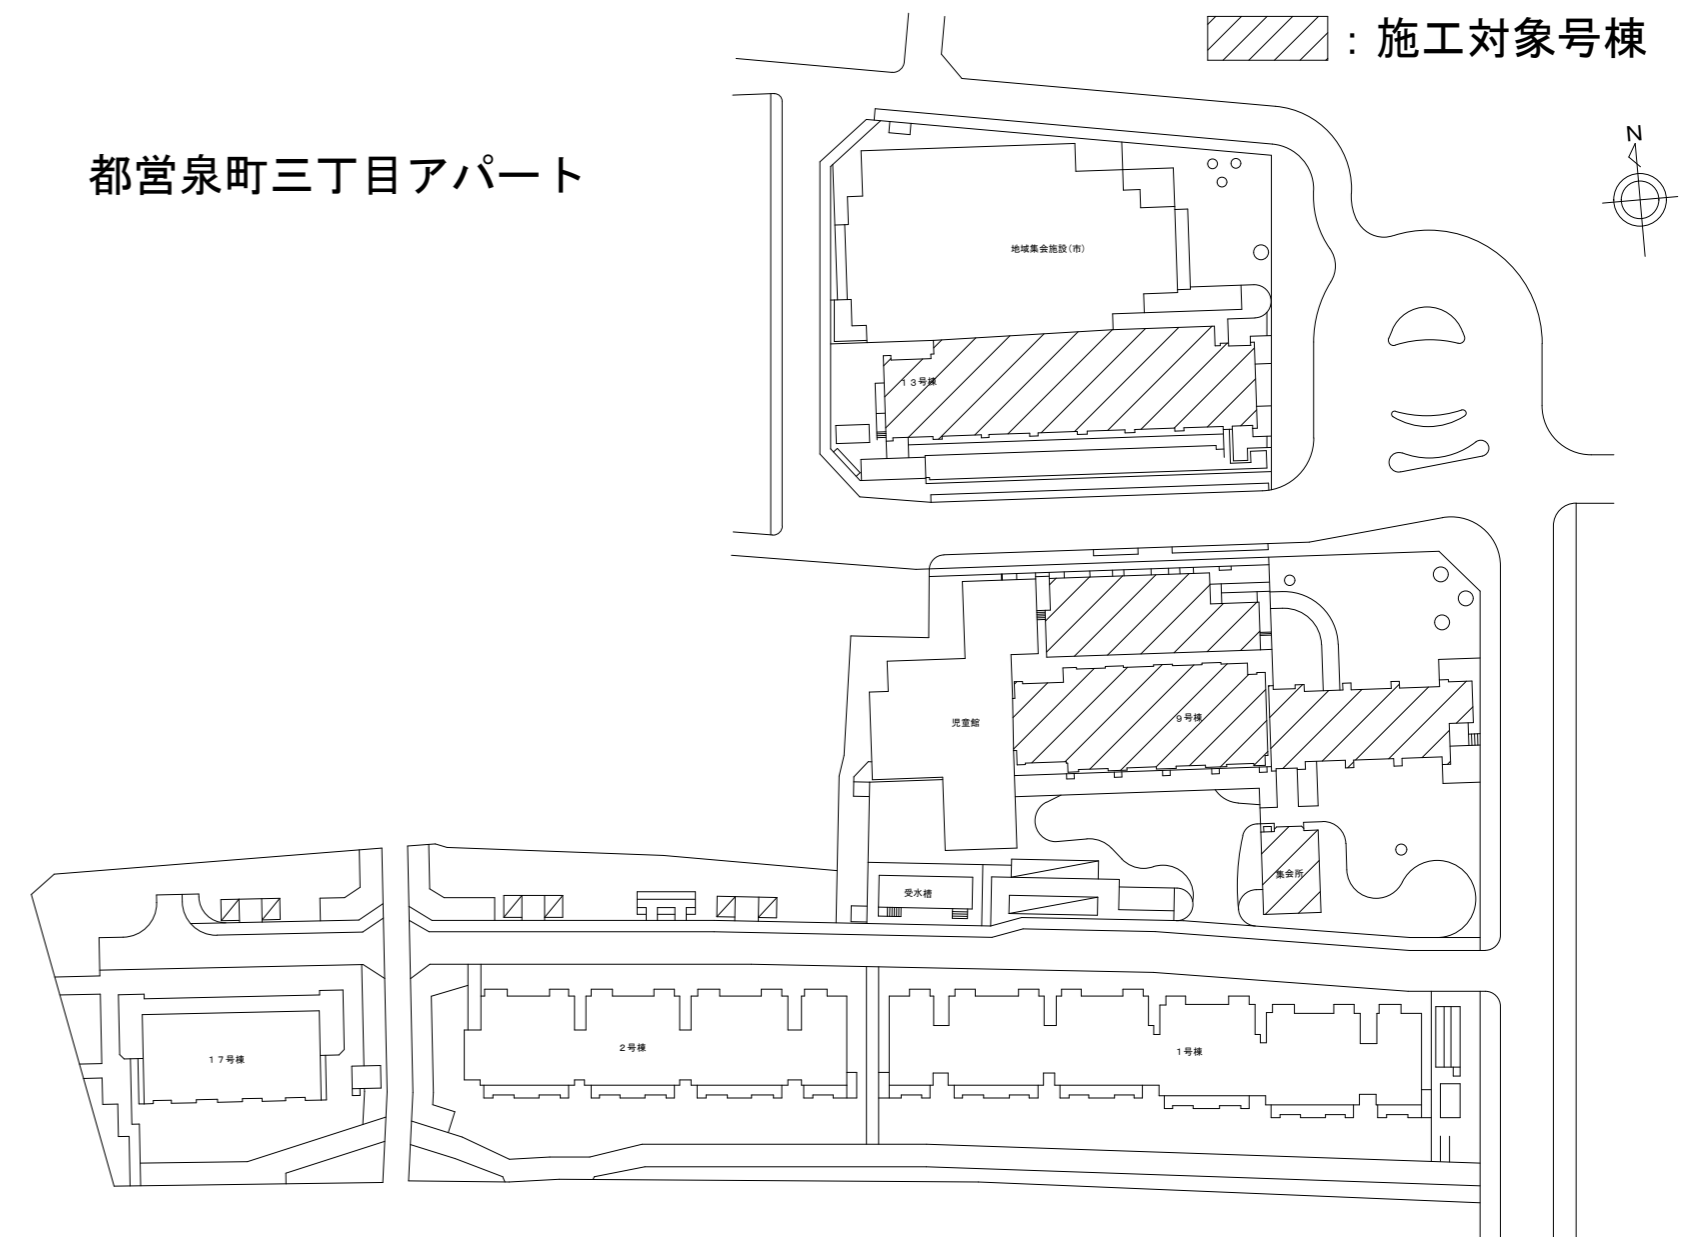 ：施工対象号棟
都営泉町三丁目アパート
N
地域集会施設(市)
１３号棟
９号棟
児童館
集会所
受水槽
１７号棟
２号棟
１号棟